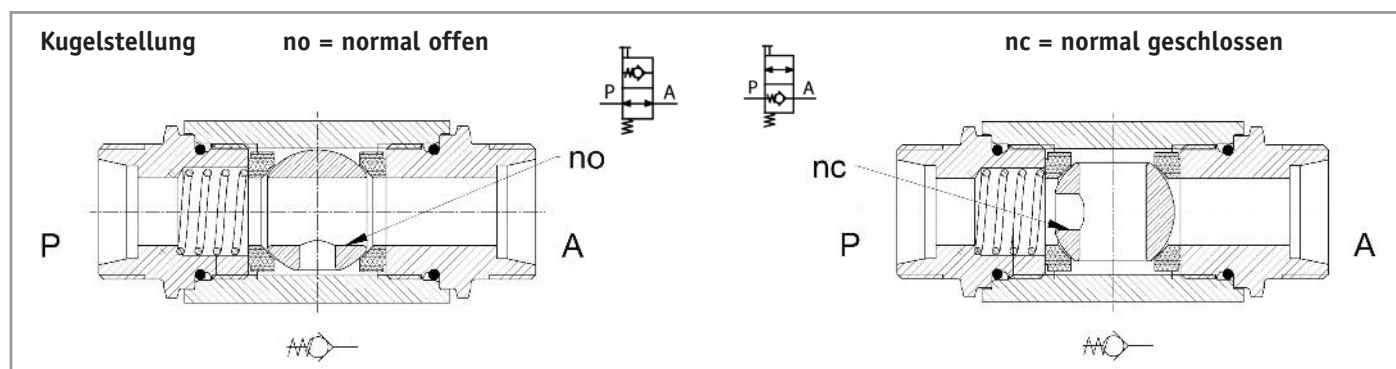 Kugelstellung no = normal offen nc = normal geschlossen
P A P A
no nc
P A P A